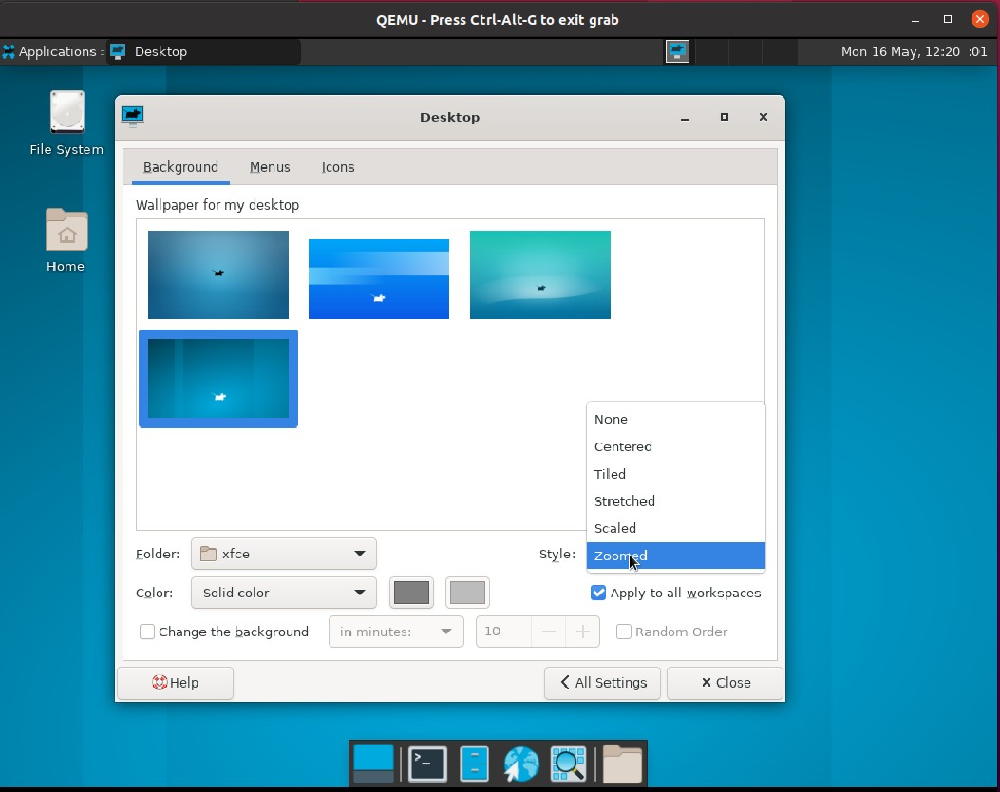 QEMU - Press Ctrl-Alt-G to exit grab
Applications Desktop Mon 16 May, 12:20 :01
File System
Home
Desktop
Background Menus Icons
Wallpaper for my desktop
None
Centered
Tiled
Stretched
Scaled
Zoomed
Folder: xfce Style:
Color: Solid color Apply to all workspaces
Change the background in minutes: 10 Random Order
Help All Settings Close